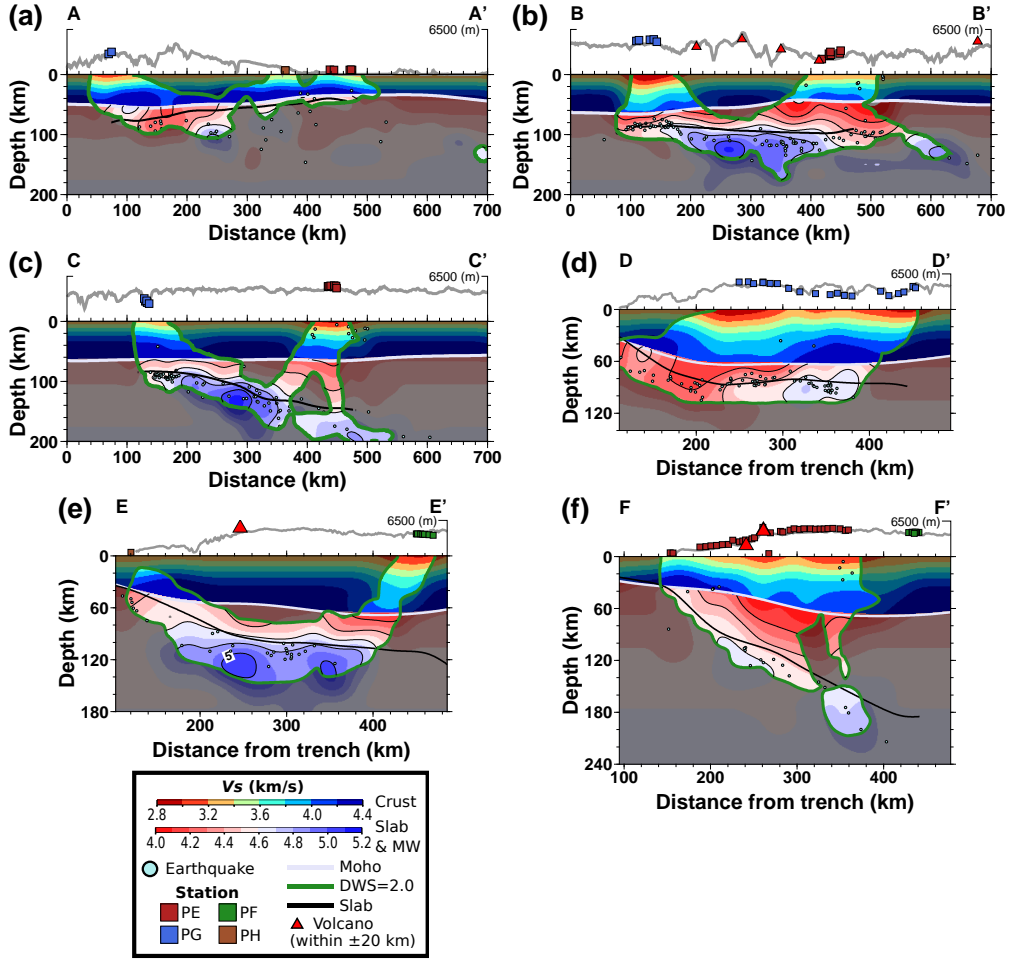 (a) A A’
6500 (m)
Depth (km)
0
100
200
0 100 200 300 400 500 600 700
Distance (km)
(b) B B’
6500 (m)
Depth (km)
0
100
200
0 100 200 300 400 500 600 700
Distance (km)
(c) C C’
6500 (m)
Depth (km)
0
100
200
0 100 200 300 400 500 600 700
Distance (km)
(d) D D’
6500 (m)
Depth (km)
0
60
120
200 300 400
Distance from trench (km)
(e) E E’
6500 (m)
Depth (km)
0
60
120
180
5
200 300 400
Distance from trench (km)
(f) F F’
6500 (m)
Depth (km)
0
60
120
180
240
100 200 300 400
Distance from trench (km)
Vs (km/s)
Crust
2.8 3.2 3.6 4.0 4.4
Slab
& MW
4.0 4.2 4.4 4.6 4.8 5.0 5.2
Earthquake
Station
PE PF
PG PH
Moho
DWS=2.0
Slab
Volcano
(within ±20 km)